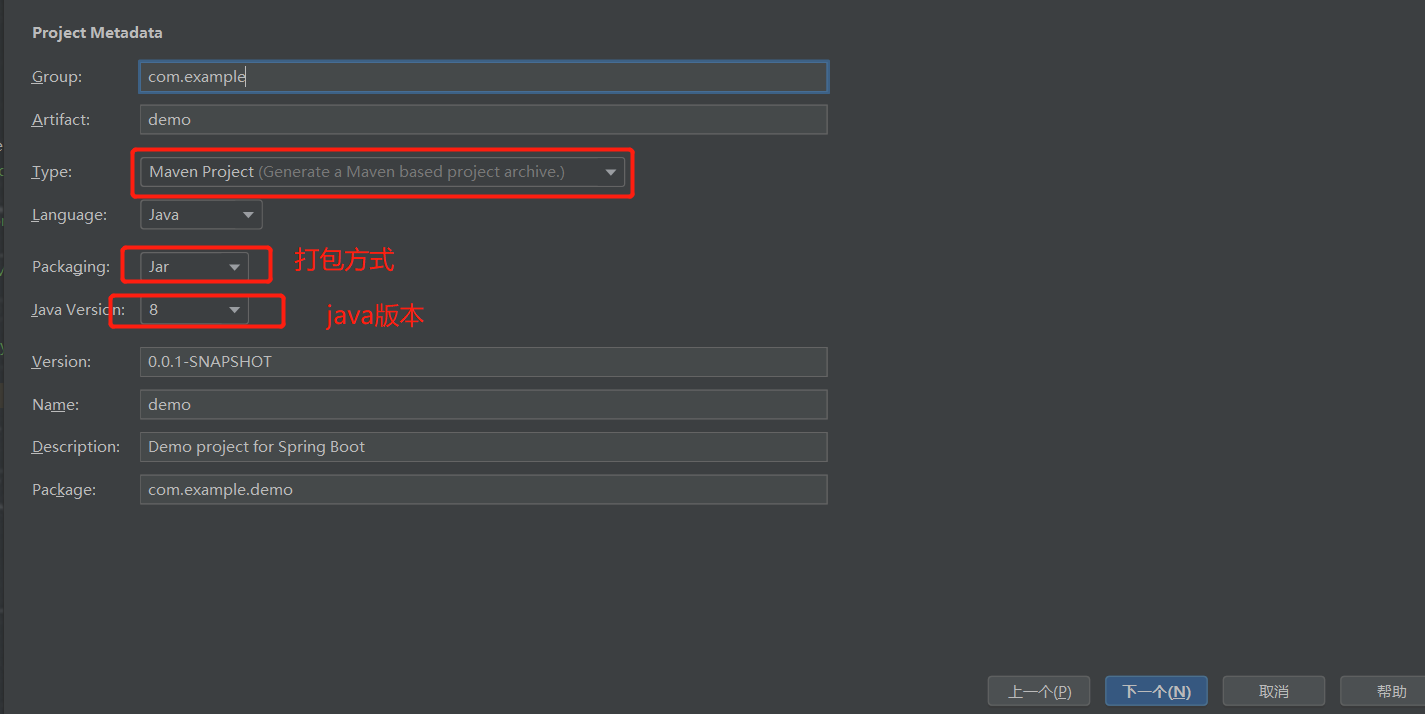 Project Metadata
Group: com.example
Artifact: demo
Type: Maven Project (Generate a Maven based project archive.)
Language: Java
Packaging: Jar 打包方式
Java Version: 8 java版本
Version: 0.0.1-SNAPSHOT
Name: demo
Description: Demo project for Spring Boot
Package: com.example.demo
上一个(P) 下一个(N) 取消 帮助